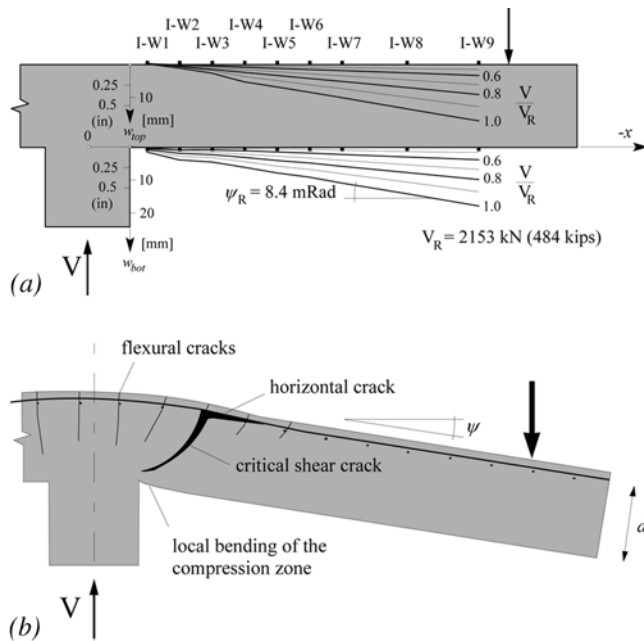 I-W2 I-W4 I-W6
I-W1 I-W3 I-W5 I-W7 I-W8 I-W9
0.25
0.5
(in)
10
[mm]
w_top
0.6
0.8
1.0
V
V_R
0
-x
0.25
0.5
(in)
10
20
[mm]
w_bot
0.6
0.8
1.0
V
V_R
ψ_R = 8.4 mRad
V_R = 2153 kN (484 kips)
V
(a)
flexural cracks
horizontal crack
ψ
critical shear crack
local bending of the
compression zone
d
V
(b)